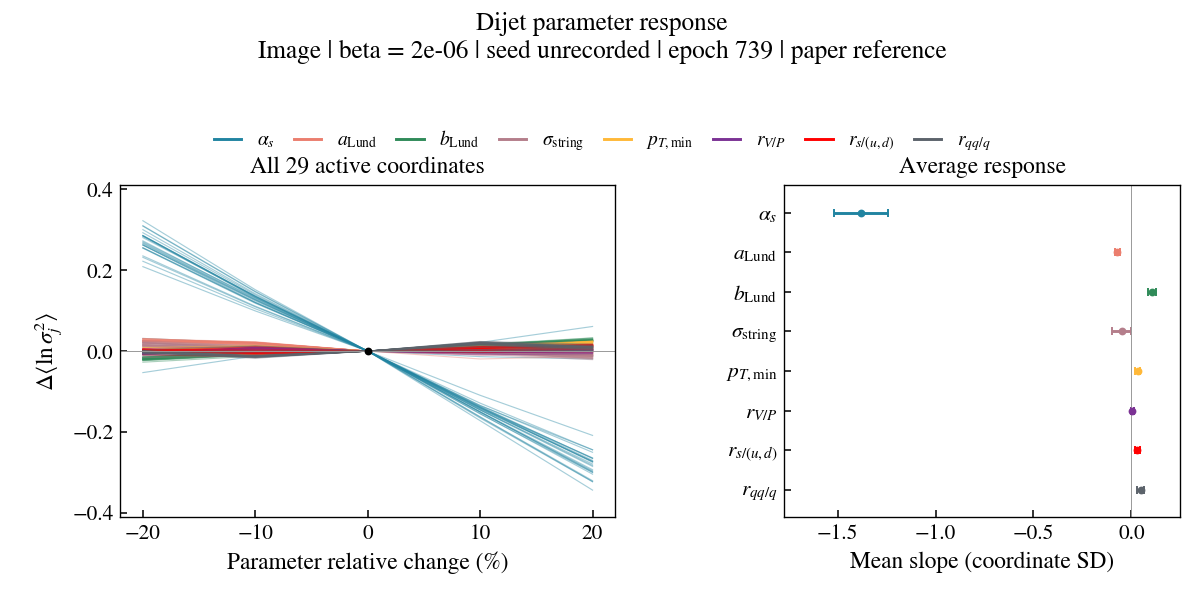 Dijet parameter response
Image | beta = 2e-06 | seed unrecorded | epoch 739 | paper reference
αs aLund bLund σstring pT,min rV/P rs/(u,d) rqq/q
All 29 active coordinates
Δ⟨ln σj²⟩
0.4
0.2
0.0
−0.2
−0.4
−20 −10 0 10 20
Parameter relative change (%)
Average response
αs
aLund
bLund
σstring
pT,min
rV/P
rs/(u,d)
rqq/q
−1.5 −1.0 −0.5 0.0
Mean slope (coordinate SD)